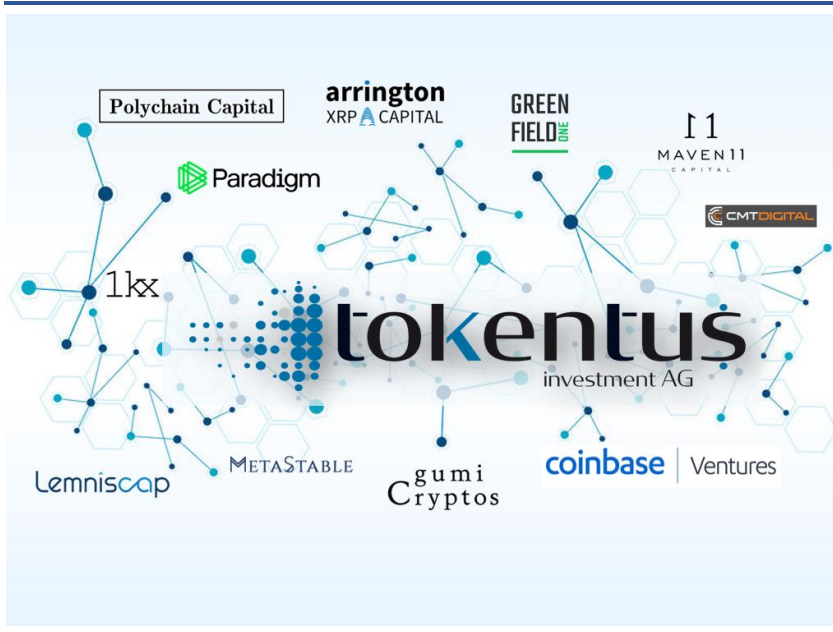 Polychain Capital
arrington
XRP CAPITAL
GREEN
FIELD ONE
11
MAVEN11
CAPITAL
Paradigm
CMTDIGITAL
1kx
tokentus
investment AG
Lemniscap
METASTABLE
gumi
Cryptos
coinbase | Ventures